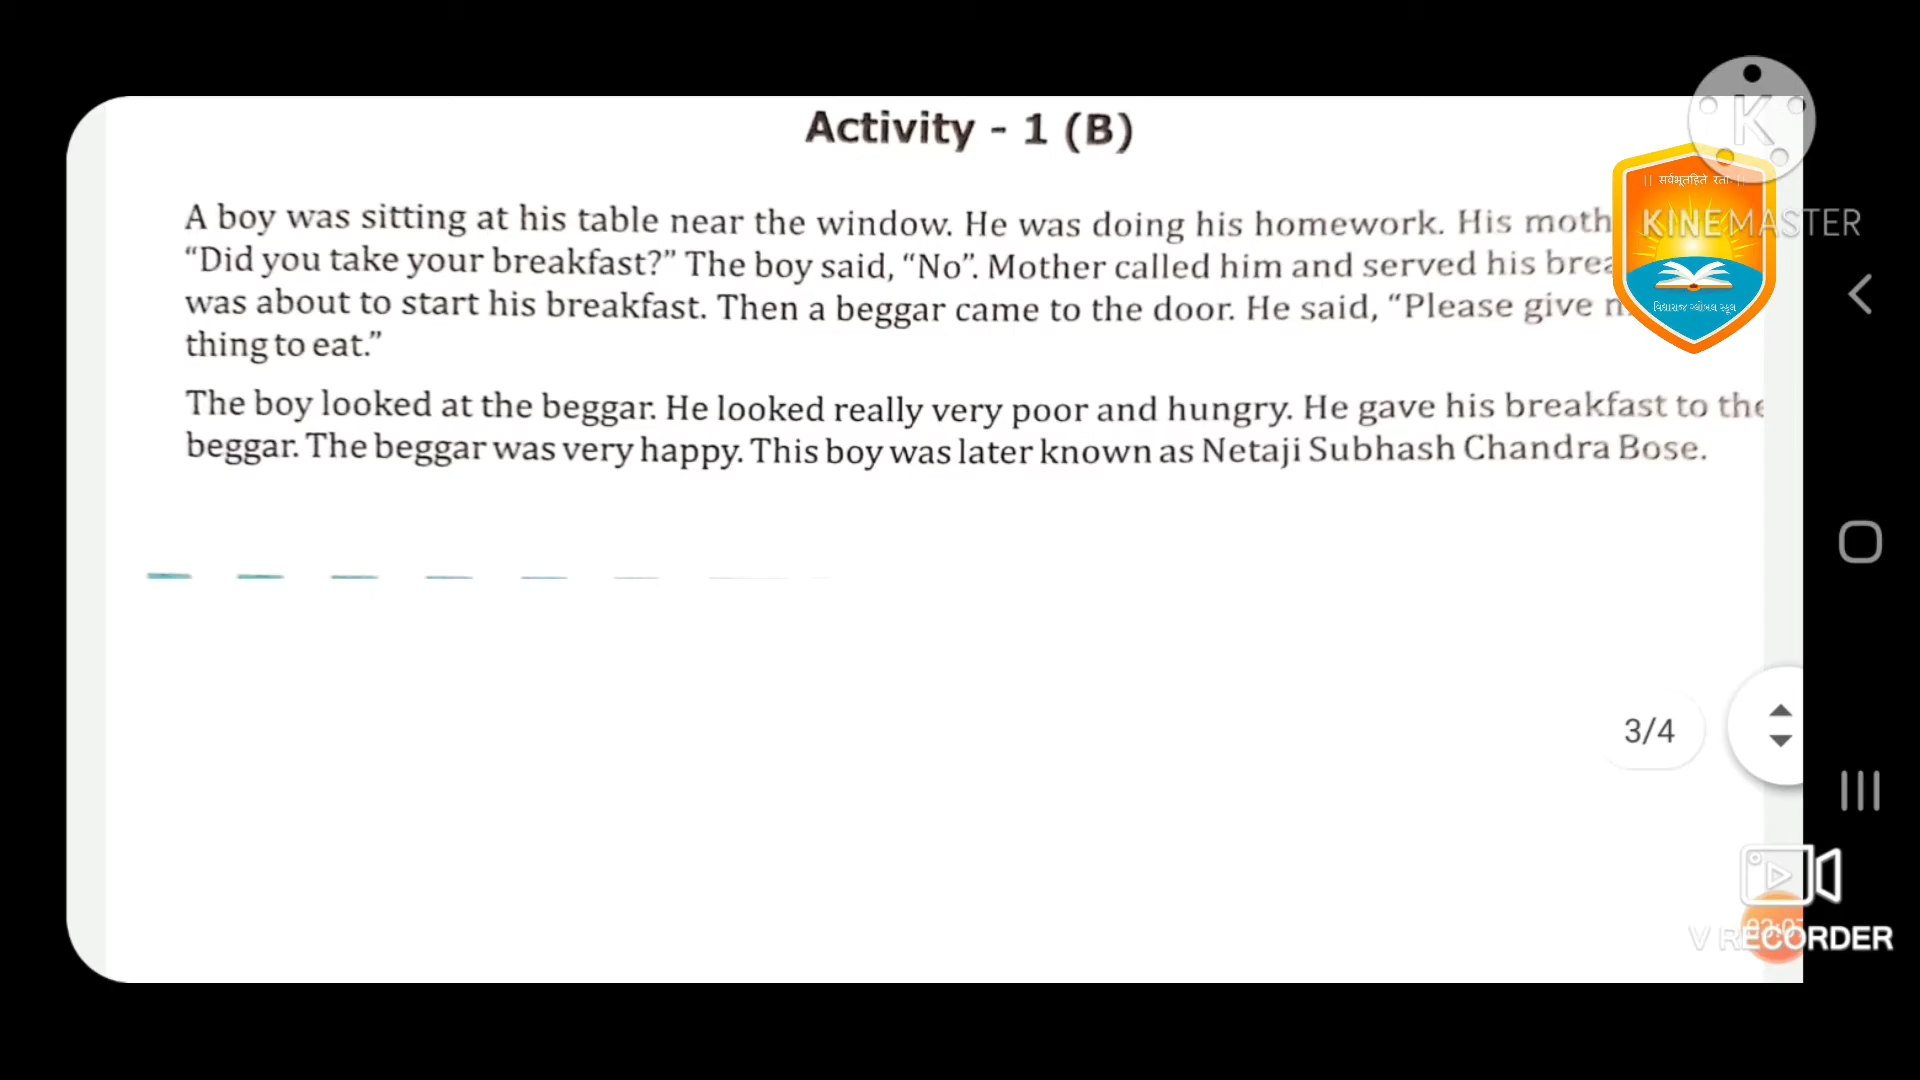 Activity - 1 (B)
A boy was sitting at his table near the window. He was doing his homework. His moth
"Did you take your breakfast?" The boy said, "No". Mother called him and served his brea
was about to start his breakfast. Then a beggar came to the door. He said, "Please give
thing to eat."
The boy looked at the beggar. He looked really very poor and hungry. He gave his breakfast to the
beggar. The beggar was very happy. This boy was later known as Netaji Subhash Chandra Bose.
K
KINEMASTER
|| सर्वभूतहिते रताः ||
વિદ્યારાજ ગ્લોબલ સ્કૂલ
3/4
V RECORDER